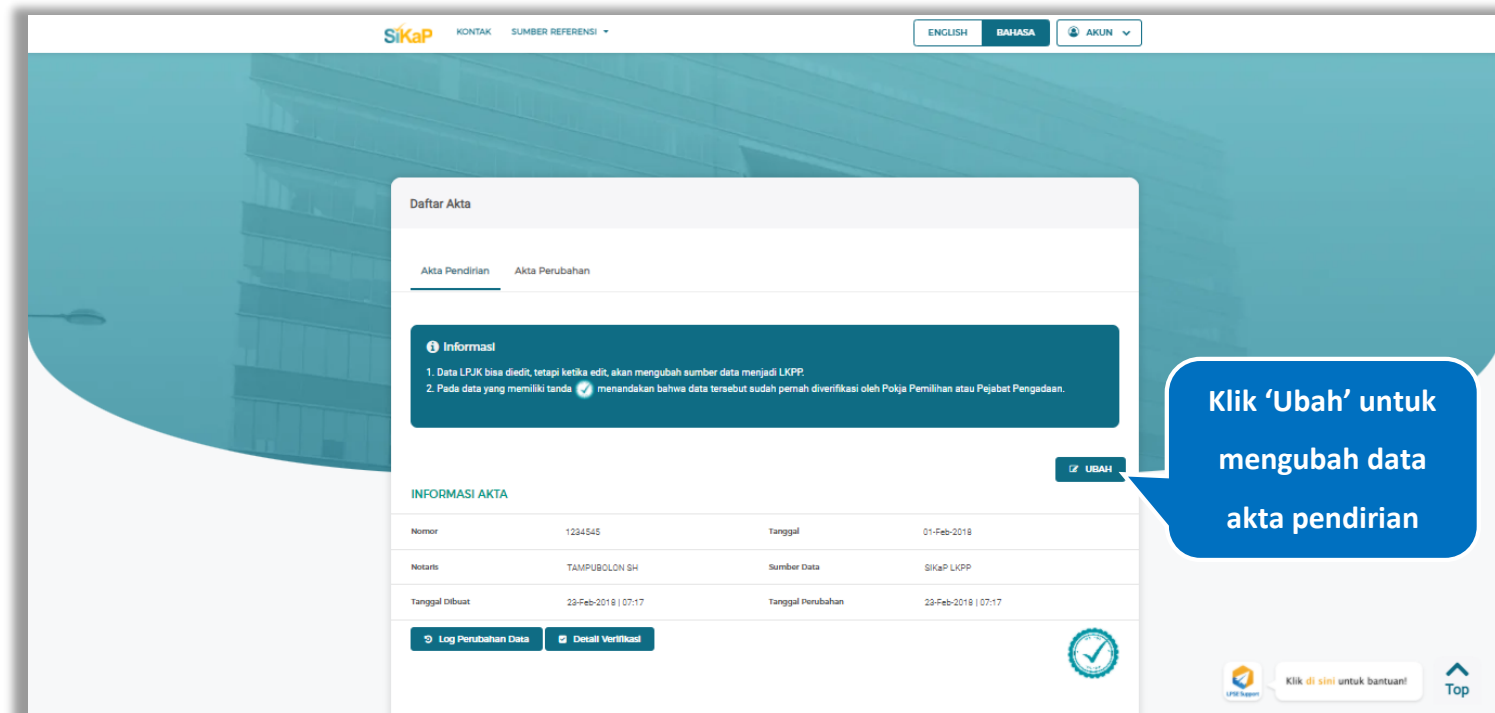 SiKaP KONTAK SUMBER REFERENSI ENGLISH BAHASA AKUN
Daftar Akta
Akta Pendirian Akta Perubahan
Informasi
1. Data LPJK bisa diedit, tetapi ketika edit, akan mengubah sumber data menjadi LKPP.
2. Pada data yang memiliki tanda menandakan bahwa data tersebut sudah pernah diverifikasi oleh Pokja Pemilihan atau Pejabat Pengadaan.
Klik ‘Ubah’ untuk
mengubah data
akta pendirian
UBAH
INFORMASI AKTA
Nomor 1234545 Tanggal 01-Feb-2018
Notaris TAMPUBOLON SH Sumber Data SIKaP LKPP
Tanggal Dibuat 23-Feb-2018 | 07:17 Tanggal Perubahan 23-Feb-2018 | 07:17
Log Perubahan Data Detail Verifikasi
LPSE Support Klik di sini untuk bantuan! Top